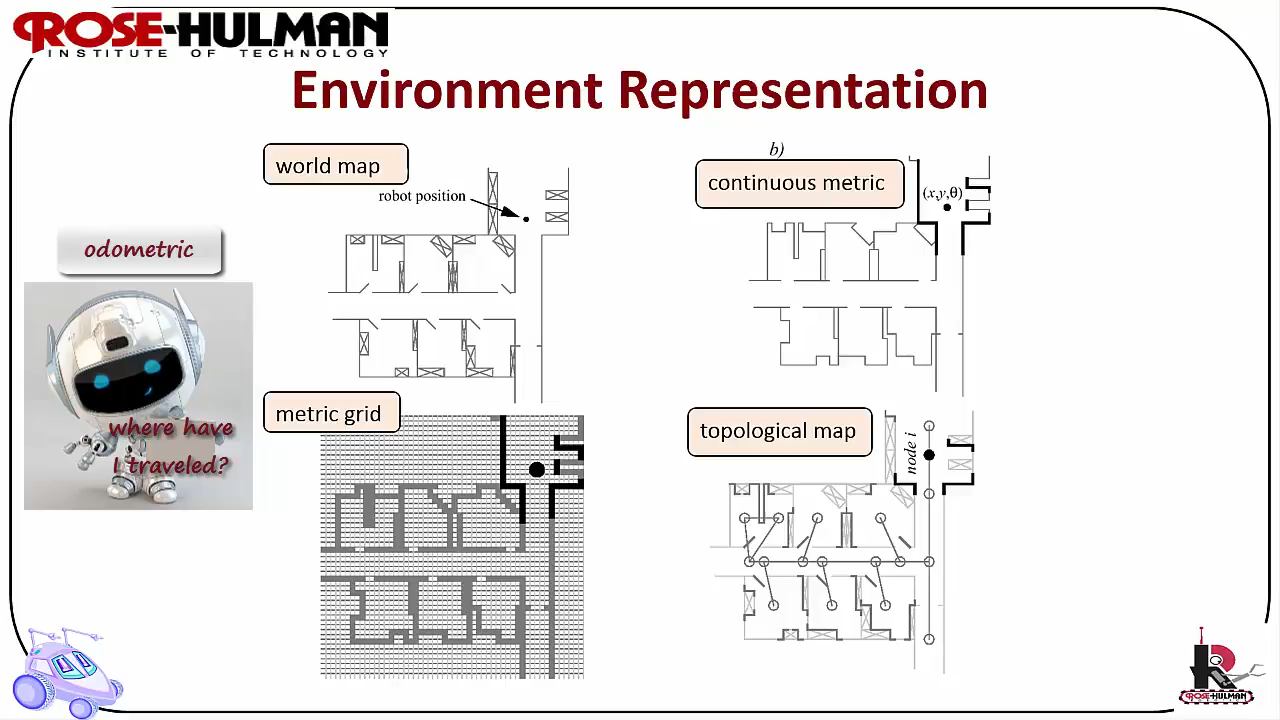 ROSE-HULMAN
INSTITUTE OF TECHNOLOGY
Environment Representation
world map
robot position
b)
continuous metric
(x,y,θ)
odometric
where have
I traveled?
metric grid
topological map
node i
R
ROSE-HULMAN